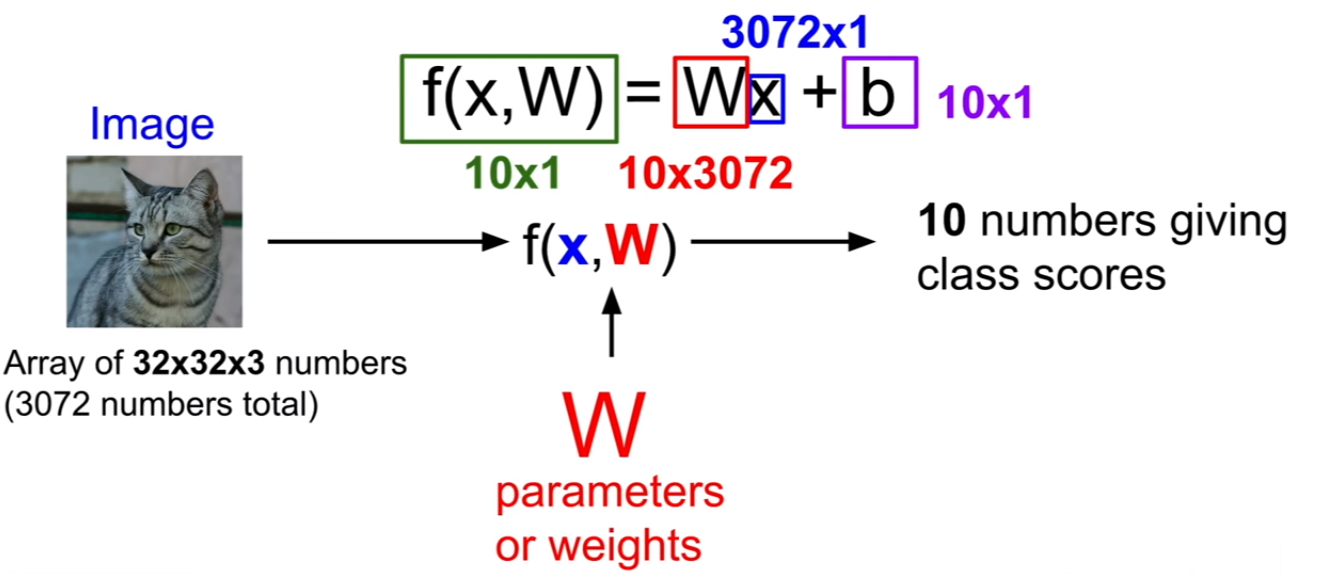 3072x1
f(x,W) = Wx + b 10x1
Image
10x1 10x3072
f(x,W)
10 numbers giving
class scores
Array of 32x32x3 numbers
(3072 numbers total)
W
parameters
or weights